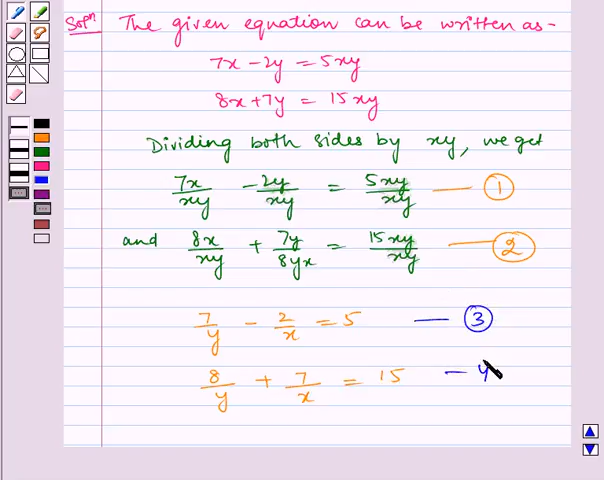 Solⁿ. The given equation can be written as-
7x - 2y = 5xy
8x + 7y = 15xy
Dividing both sides by xy, we get
7x/xy - 2y/xy = 5xy/xy — 1
and 8x/xy + 7y/8yx = 15xy/xy — 2
7/y - 2/x = 5 — 3
8/y + 7/x = 15 - 4